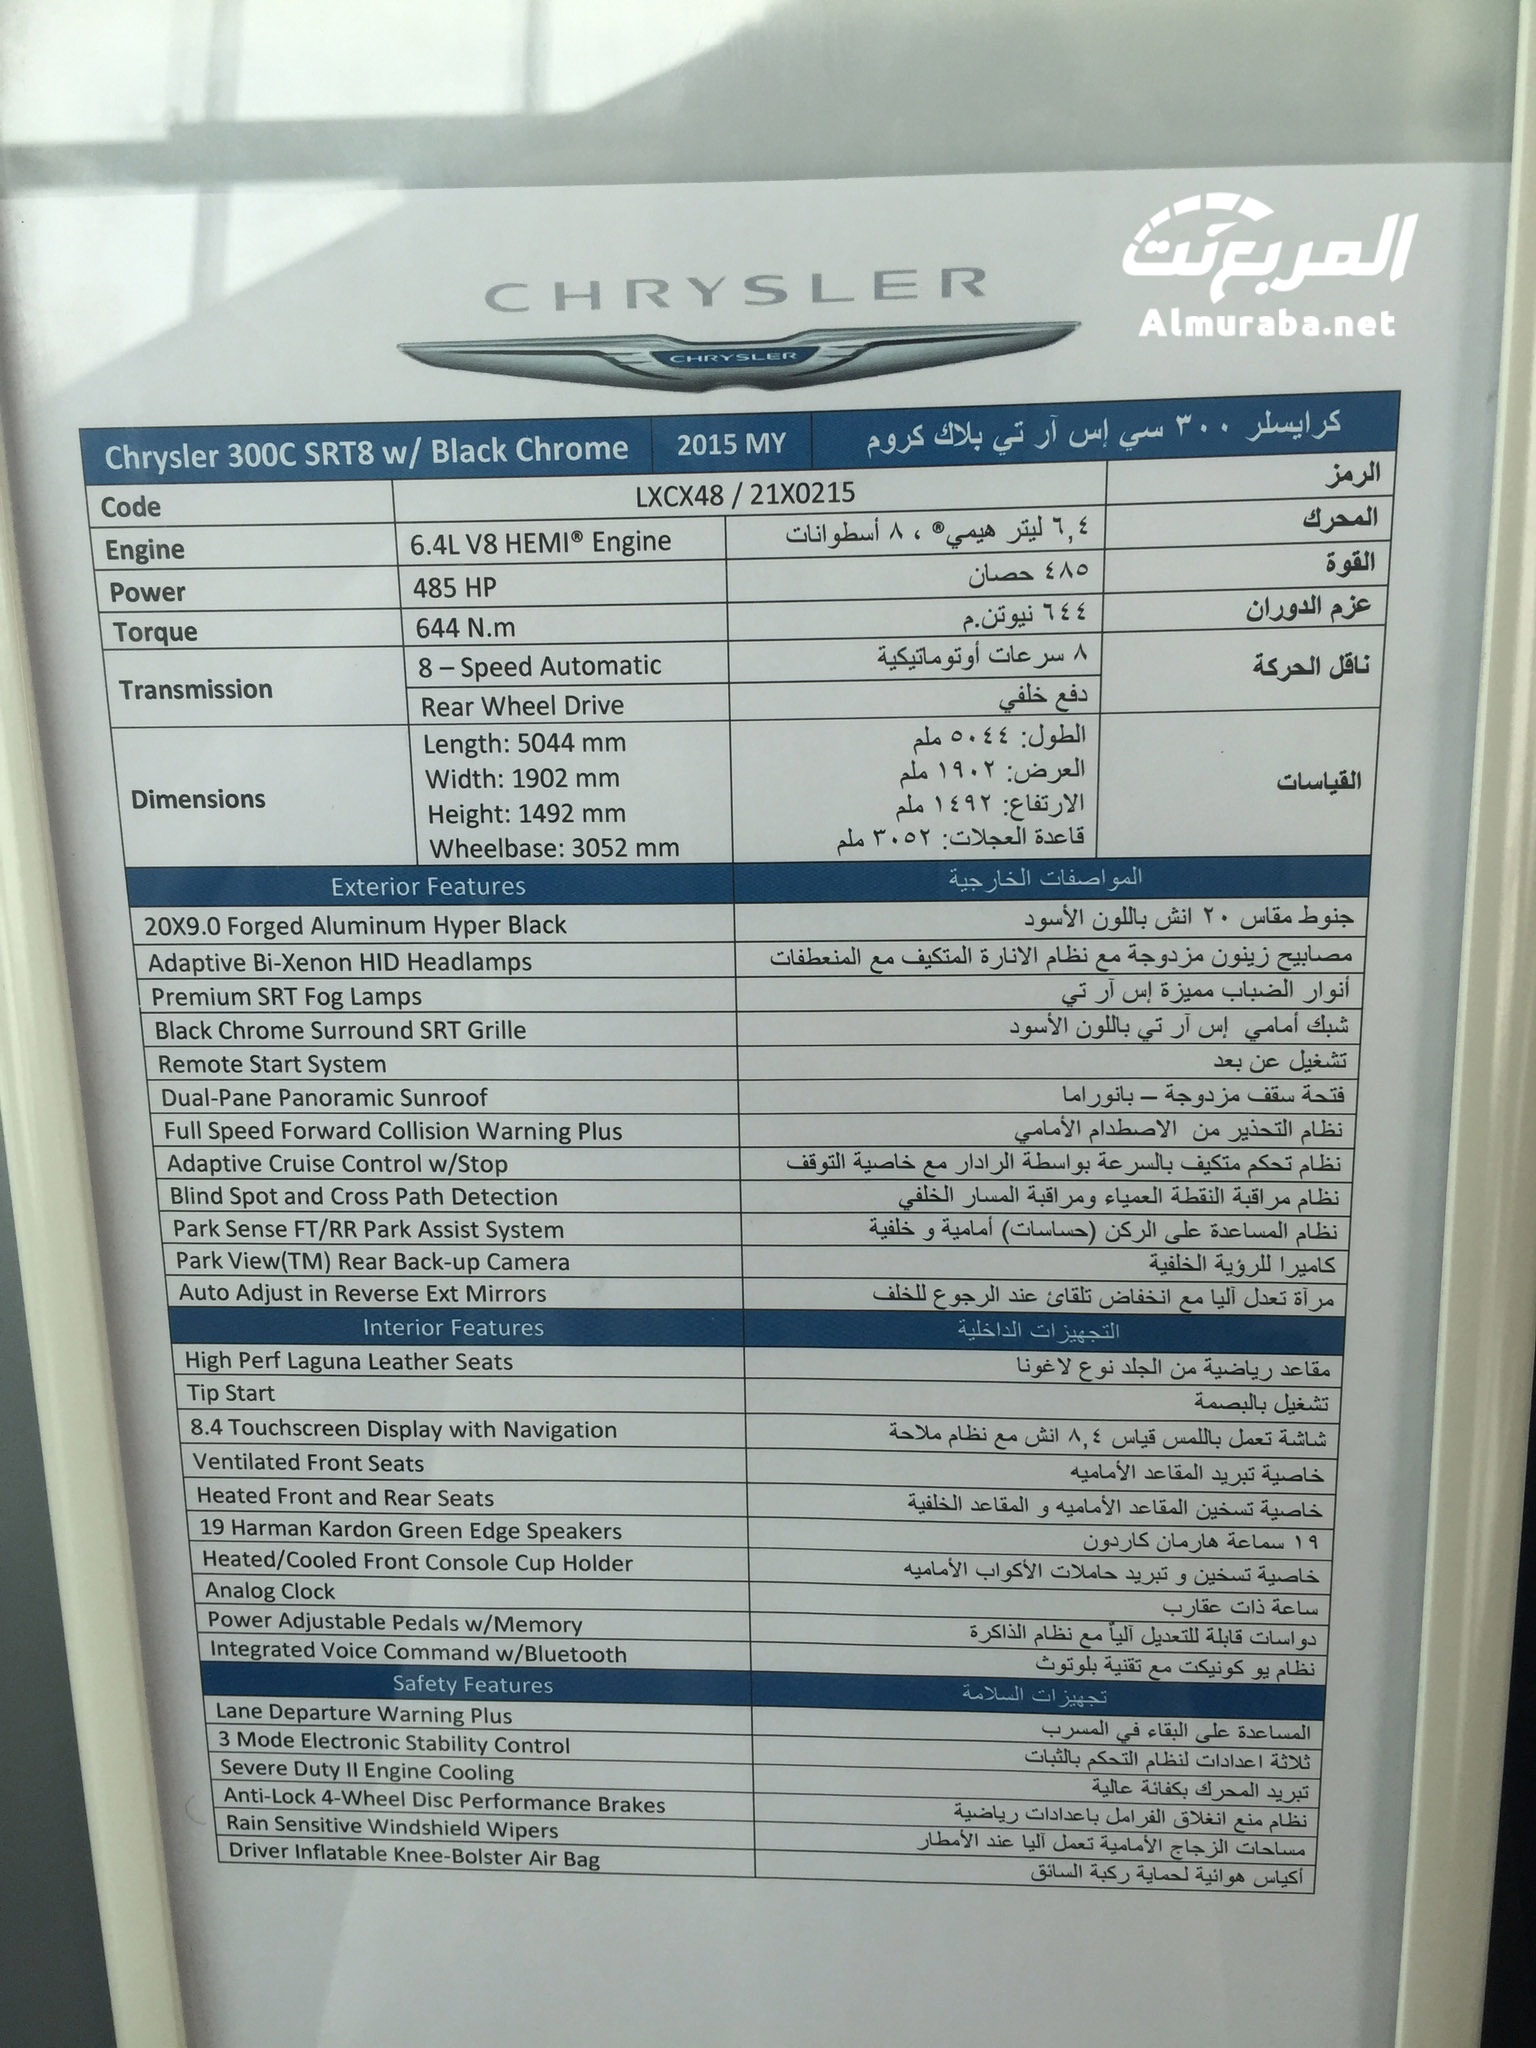 المربع نت
Almuraba.net
CHRYSLER
CHRYSLER
Chrysler 300C SRT8 w/ Black Chrome 2015 MY كرايسلر ٣٠٠ سي إس آر تي بلاك كروم
Code LXCX48 / 21X0215 الرمز
Engine 6.4L V8 HEMI® Engine ٦,٤ ليتر هيمي® ، ٨ أسطوانات المحرك
Power 485 HP ٤٨٥ حصان القوة
Torque 644 N.m ٦٤٤ نيوتن.م عزم الدوران
Transmission 8 – Speed Automatic ٨ سرعات أوتوماتيكية ناقل الحركة
Rear Wheel Drive دفع خلفي
Dimensions Length: 5044 mm الطول: ٥٠٤٤ ملم القياسات
Width: 1902 mm العرض: ١٩٠٢ ملم
Height: 1492 mm الارتفاع: ١٤٩٢ ملم
Wheelbase: 3052 mm قاعدة العجلات: ٣٠٥٢ ملم
Exterior Features المواصفات الخارجية
20X9.0 Forged Aluminum Hyper Black جنوط مقاس ٢٠ انش باللون الأسود
Adaptive Bi-Xenon HID Headlamps مصابيح زينون مزدوجة مع نظام الانارة المتكيف مع المنعطفات
Premium SRT Fog Lamps أنوار الضباب مميزة إس آر تي
Black Chrome Surround SRT Grille شبك أمامي إس آر تي باللون الأسود
Remote Start System تشغيل عن بعد
Dual-Pane Panoramic Sunroof فتحة سقف مزدوجة – بانوراما
Full Speed Forward Collision Warning Plus نظام التحذير من الاصطدام الأمامي
Adaptive Cruise Control w/Stop نظام تحكم متكيف بالسرعة بواسطة الرادار مع خاصية التوقف
Blind Spot and Cross Path Detection نظام مراقبة النقطة العمياء ومراقبة المسار الخلفي
Park Sense FT/RR Park Assist System نظام المساعدة على الركن (حساسات) أمامية و خلفية
Park View(TM) Rear Back-up Camera كاميرا للرؤية الخلفية
Auto Adjust in Reverse Ext Mirrors مرآة تعدل آليا مع انخفاض تلقائ عند الرجوع للخلف
Interior Features التجهيزات الداخلية
High Perf Laguna Leather Seats مقاعد رياضية من الجلد نوع لاغونا
Tip Start تشغيل بالبصمة
8.4 Touchscreen Display with Navigation شاشة تعمل باللمس قياس ٨,٤ انش مع نظام ملاحة
Ventilated Front Seats خاصية تبريد المقاعد الأماميه
Heated Front and Rear Seats خاصية تسخين المقاعد الأماميه و المقاعد الخلفية
19 Harman Kardon Green Edge Speakers ١٩ سماعة هارمان كاردون
Heated/Cooled Front Console Cup Holder خاصية تسخين و تبريد حاملات الأكواب الأماميه
Analog Clock ساعة ذات عقارب
Power Adjustable Pedals w/Memory دواسات قابلة للتعديل آلياً مع نظام الذاكرة
Integrated Voice Command w/Bluetooth نظام يو كونيكت مع تقنية بلوتوث
Safety Features تجهيزات السلامة
Lane Departure Warning Plus المساعدة على البقاء في المسرب
3 Mode Electronic Stability Control ثلاثة اعدادات لنظام التحكم بالثبات
Severe Duty II Engine Cooling تبريد المحرك بكفائة عالية
Anti-Lock 4-Wheel Disc Performance Brakes نظام منع انغلاق الفرامل باعدادات رياضية
Rain Sensitive Windshield Wipers مساحات الزجاج الأمامية تعمل آليا عند الأمطار
Driver Inflatable Knee-Bolster Air Bag أكياس هوائية لحماية ركبة السائق